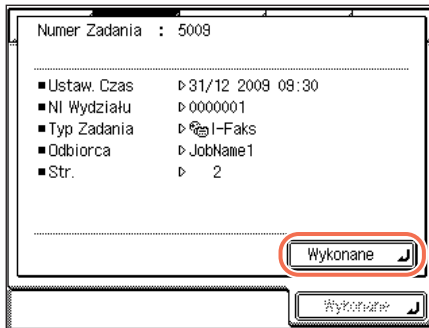 Numer Zadania : 5009
Ustaw. Czas 31/12 2009 09:30
NI Wydziału 0000001
Typ Zadania I-Faks
Odbiorca JobName1
Str. 2
Wykonane
Wykonane